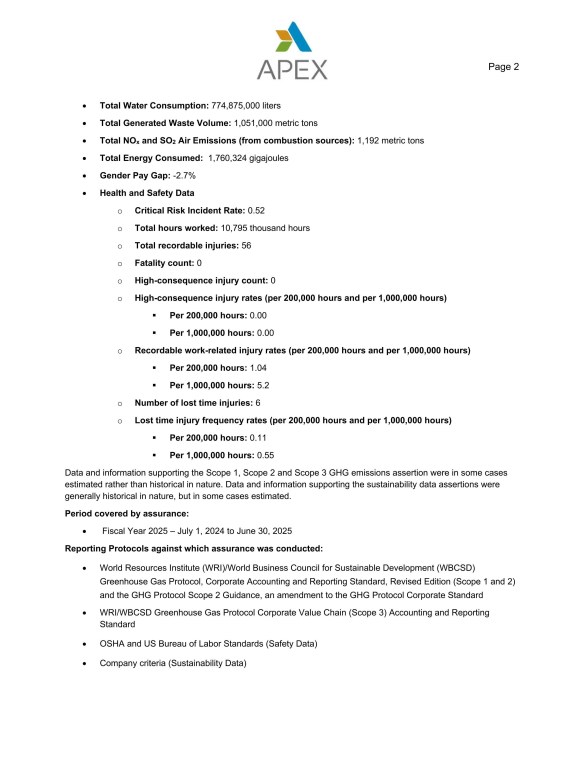 APEX
Page 2
• Total Water Consumption: 774,875,000 liters
• Total Generated Waste Volume: 1,051,000 metric tons
• Total NOₓ and SO₂ Air Emissions (from combustion sources): 1,192 metric tons
• Total Energy Consumed: 1,760,324 gigajoules
• Gender Pay Gap: -2.7%
• Health and Safety Data
o Critical Risk Incident Rate: 0.52
o Total hours worked: 10,795 thousand hours
o Total recordable injuries: 56
o Fatality count: 0
o High-consequence injury count: 0
o High-consequence injury rates (per 200,000 hours and per 1,000,000 hours)
▪ Per 200,000 hours: 0.00
▪ Per 1,000,000 hours: 0.00
o Recordable work-related injury rates (per 200,000 hours and per 1,000,000 hours)
▪ Per 200,000 hours: 1.04
▪ Per 1,000,000 hours: 5.2
o Number of lost time injuries: 6
o Lost time injury frequency rates (per 200,000 hours and per 1,000,000 hours)
▪ Per 200,000 hours: 0.11
▪ Per 1,000,000 hours: 0.55
Data and information supporting the Scope 1, Scope 2 and Scope 3 GHG emissions assertion were in some cases
estimated rather than historical in nature. Data and information supporting the sustainability data assertions were
generally historical in nature, but in some cases estimated.
Period covered by assurance:
• Fiscal Year 2025 – July 1, 2024 to June 30, 2025
Reporting Protocols against which assurance was conducted:
• World Resources Institute (WRI)/World Business Council for Sustainable Development (WBCSD)
Greenhouse Gas Protocol, Corporate Accounting and Reporting Standard, Revised Edition (Scope 1 and 2)
and the GHG Protocol Scope 2 Guidance, an amendment to the GHG Protocol Corporate Standard
• WRI/WBCSD Greenhouse Gas Protocol Corporate Value Chain (Scope 3) Accounting and Reporting
Standard
• OSHA and US Bureau of Labor Standards (Safety Data)
• Company criteria (Sustainability Data)